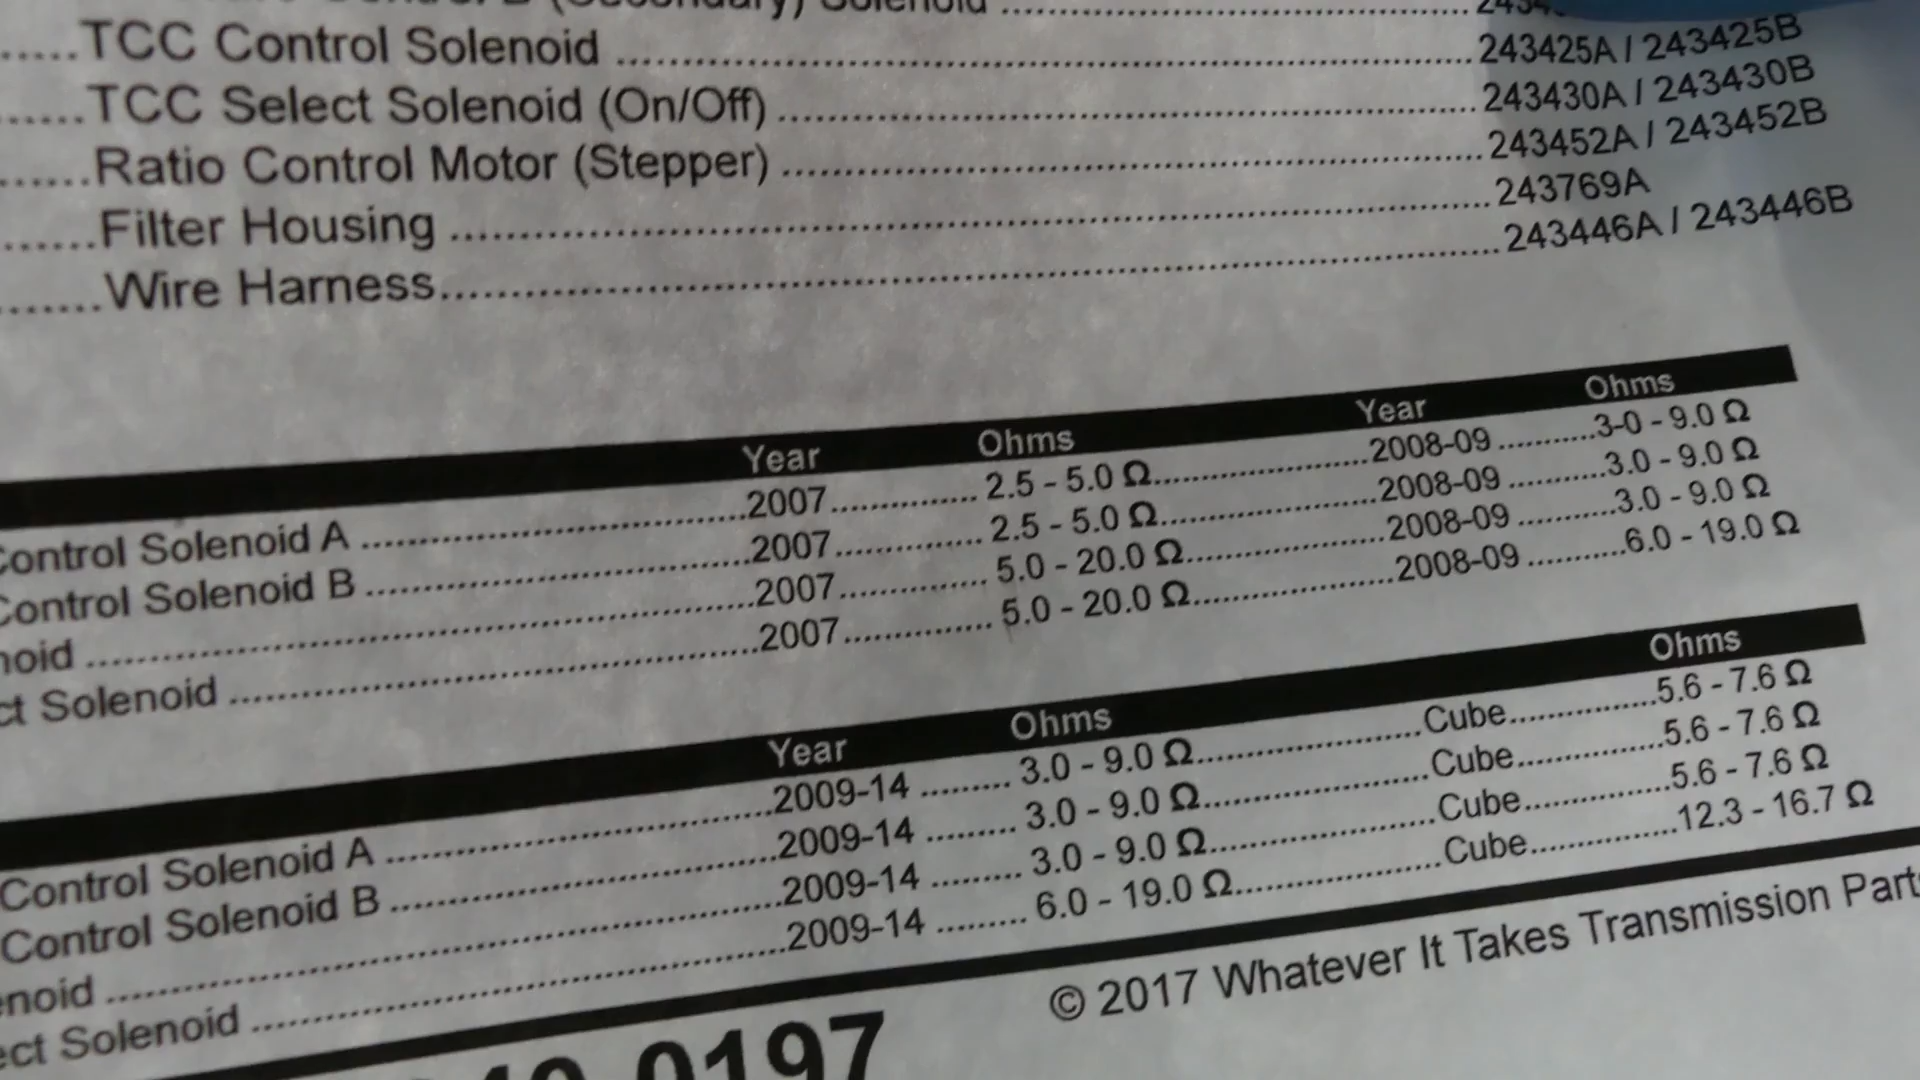 Solenoid ..........
.....TCC Control Solenoid .......... 243425A / 243425B
......TCC Select Solenoid (On/Off) .......... 243430A / 243430B
......Ratio Control Motor (Stepper) .......... 243452A / 243452B
......Filter Housing .......... 243769A
.......Wire Harness.......... 243446A / 243446B
Year Ohms Year Ohms
Control Solenoid A ..........2007.......... 2.5 - 5.0 Ω..........2008-09 ..........3-0 - 9.0 Ω
Control Solenoid B ..........2007.......... 2.5 - 5.0 Ω..........2008-09 ..........3.0 - 9.0 Ω
noid ..........2007.......... 5.0 - 20.0 Ω..........2008-09 ..........3.0 - 9.0 Ω
ct Solenoid ..........2007.......... 5.0 - 20.0 Ω..........2008-09 ..........6.0 - 19.0 Ω
Year Ohms Ohms
Control Solenoid A ..........2009-14 ......... 3.0 - 9.0 Ω..........Cube..........5.6 - 7.6 Ω
Control Solenoid B ..........2009-14 ......... 3.0 - 9.0 Ω..........Cube..........5.6 - 7.6 Ω
enoid ..........2009-14 ......... 3.0 - 9.0 Ω..........Cube..........5.6 - 7.6 Ω
ect Solenoid ..........2009-14 ......... 6.0 - 19.0 Ω..........Cube..........12.3 - 16.7 Ω
© 2017 Whatever It Takes Transmission Parts
0197